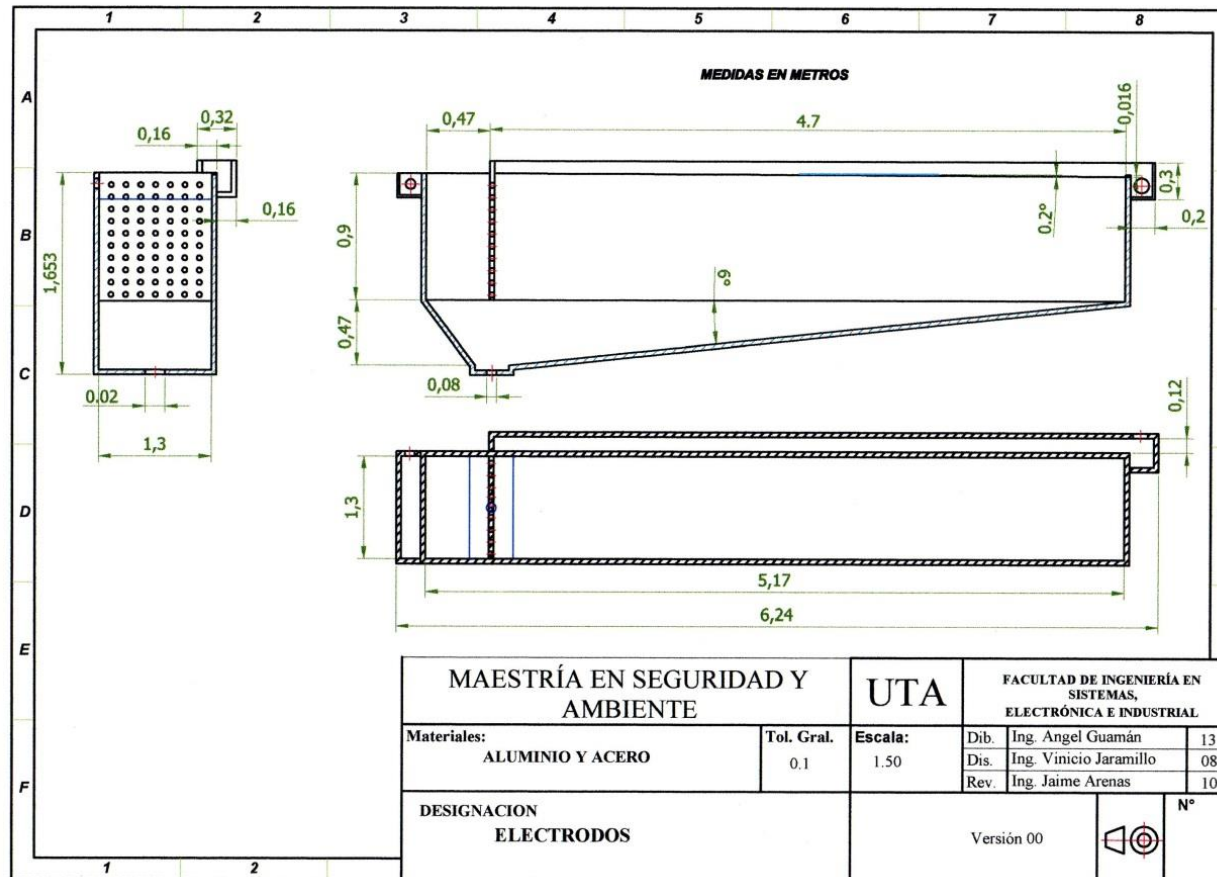 1 2 3 4 5 6 7 8
A
B
C
D
E
F
MEDIDAS EN METROS
0,32
0,16
0,16
1,653
0.02
1,3
0,47
4.7
0,016
0,3
0,2
0.2°
0,9
0,47
6°
0,08
0,12
1,3
5,17
6,24
MAESTRÍA EN SEGURIDAD Y
AMBIENTE
UTA
FACULTAD DE INGENIERÍA EN
SISTEMAS,
ELECTRÓNICA E INDUSTRIAL
Materiales:
ALUMINIO Y ACERO
Tol. Gral.
0.1
Escala:
1.50
Dib. Ing. Angel Guamán 13
Dis. Ing. Vinicio Jaramillo 08
Rev. Ing. Jaime Arenas 10
DESIGNACION
ELECTRODOS
Versión 00
N°
1 2